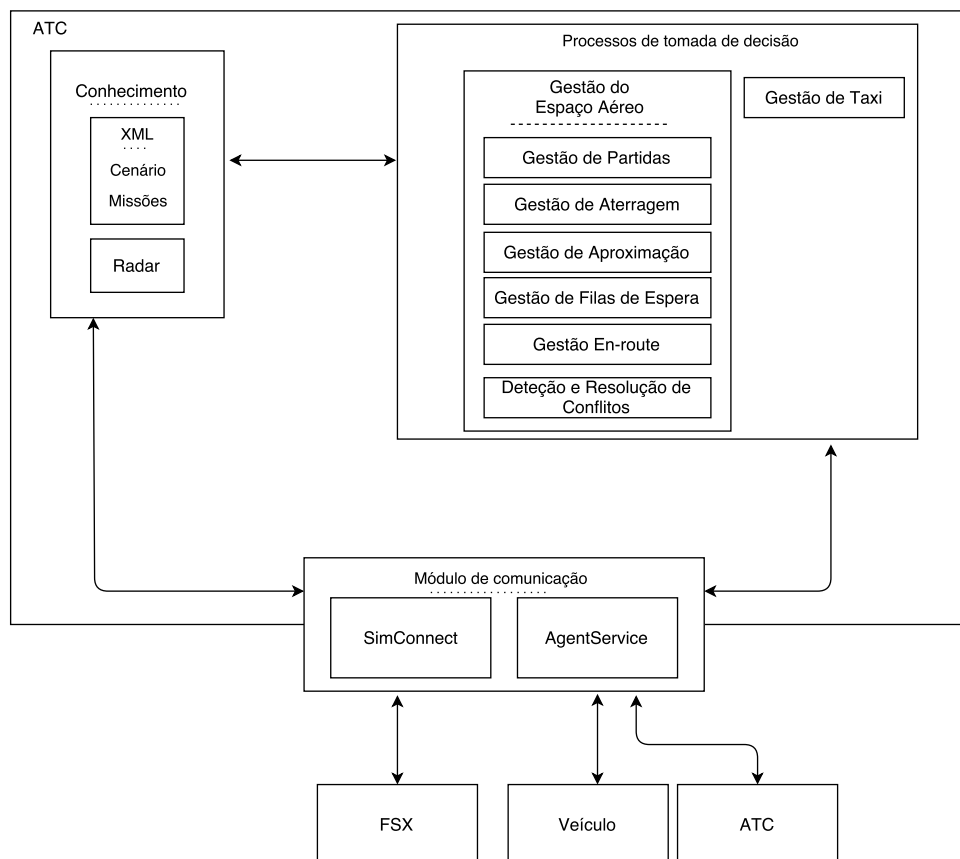 ATC
Conhecimento
XML
Cenário
Missões
Radar
Processos de tomada de decisão
Gestão do
Espaço Aéreo
Gestão de Partidas
Gestão de Aterragem
Gestão de Aproximação
Gestão de Filas de Espera
Gestão En-route
Deteção e Resolução de
Conflitos
Gestão de Taxi
Módulo de comunicação
SimConnect
AgentService
FSX
Veículo
ATC